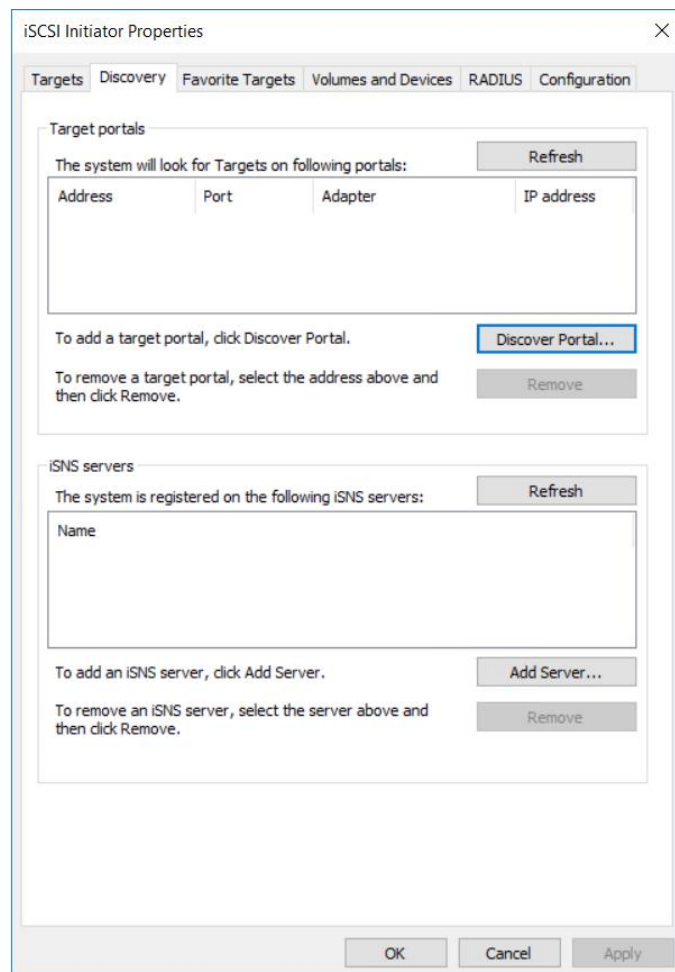 iSCSI Initiator Properties
Targets Discovery Favorite Targets Volumes and Devices RADIUS Configuration
Target portals
The system will look for Targets on following portals:
Refresh
Address Port Adapter IP address
To add a target portal, click Discover Portal.
Discover Portal...
To remove a target portal, select the address above and
then click Remove.
Remove
iSNS servers
The system is registered on the following iSNS servers:
Refresh
Name
To add an iSNS server, click Add Server.
Add Server...
To remove an iSNS server, select the server above and
then click Remove.
Remove
OK Cancel Apply